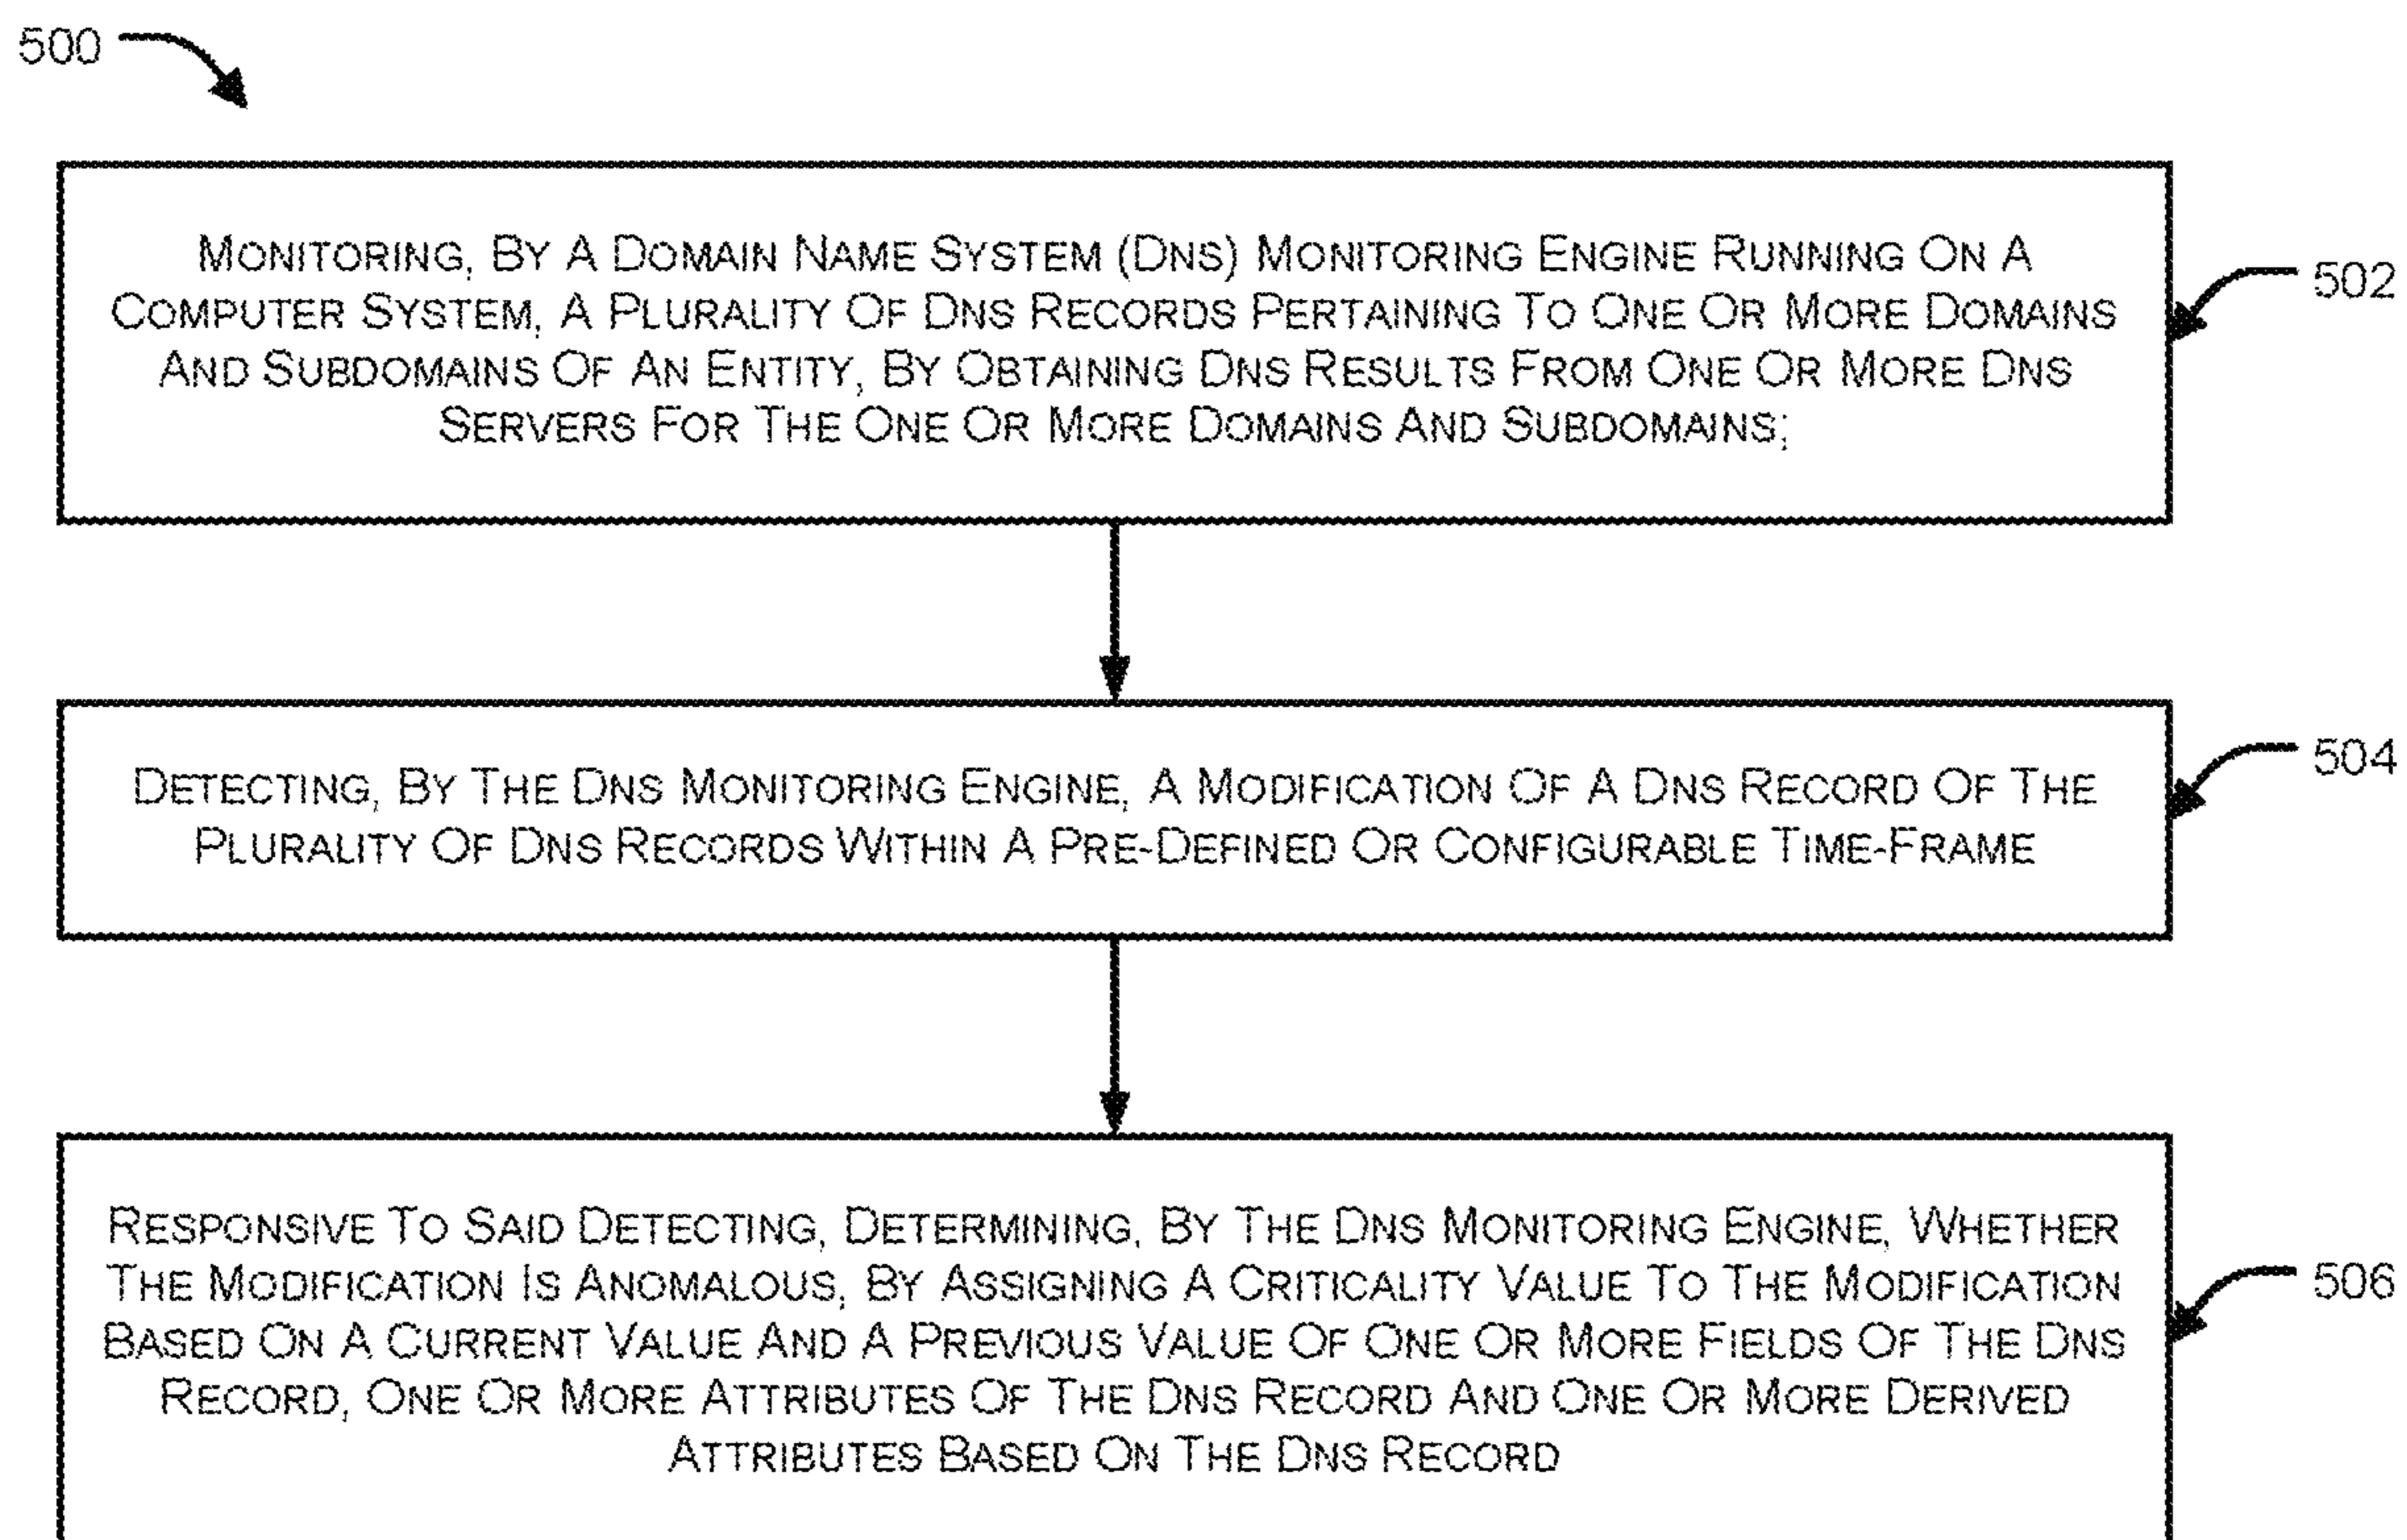 500
MONITORING, BY A DOMAIN NAME SYSTEM (DNS) MONITORING ENGINE RUNNING ON A
COMPUTER SYSTEM, A PLURALITY OF DNS RECORDS PERTAINING TO ONE OR MORE DOMAINS
AND SUBDOMAINS OF AN ENTITY, BY OBTAINING DNS RESULTS FROM ONE OR MORE DNS
SERVERS FOR THE ONE OR MORE DOMAINS AND SUBDOMAINS;
502
DETECTING, BY THE DNS MONITORING ENGINE, A MODIFICATION OF A DNS RECORD OF THE
PLURALITY OF DNS RECORDS WITHIN A PRE-DEFINED OR CONFIGURABLE TIME-FRAME
504
RESPONSIVE TO SAID DETECTING, DETERMINING, BY THE DNS MONITORING ENGINE, WHETHER
THE MODIFICATION IS ANOMALOUS, BY ASSIGNING A CRITICALITY VALUE TO THE MODIFICATION
BASED ON A CURRENT VALUE AND A PREVIOUS VALUE OF ONE OR MORE FIELDS OF THE DNS
RECORD, ONE OR MORE ATTRIBUTES OF THE DNS RECORD AND ONE OR MORE DERIVED
ATTRIBUTES BASED ON THE DNS RECORD
506